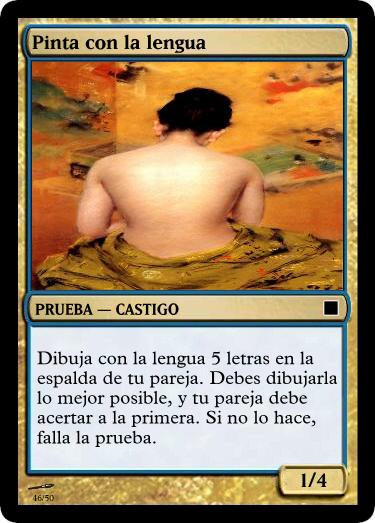 Pinta con la lengua
PRUEBA — CASTIGO
Dibuja con la lengua 5 letras en la
espalda de tu pareja. Debes dibujarla
lo mejor posible, y tu pareja debe
acertar a la primera. Si no lo hace,
falla la prueba.
1/4
46/50